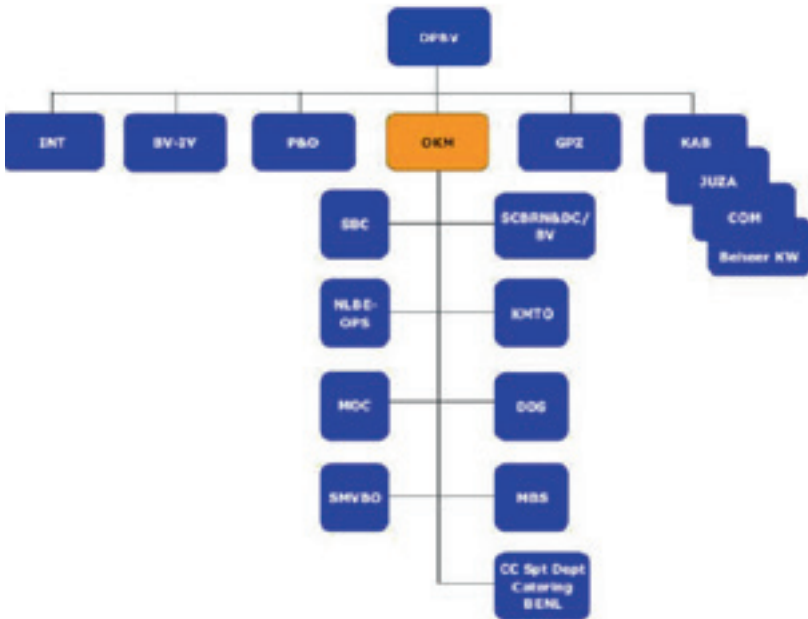 DPBV
INT
BV-IV
P&O
OKM
GPZ
KAB
JUZA
COM
Beheer KW
SBC
SCBRN&DC/
BV
NLBE-
OPS
KMTO
MOC
SMVBO
MBS
CC Spt Dept
Catering
BENL